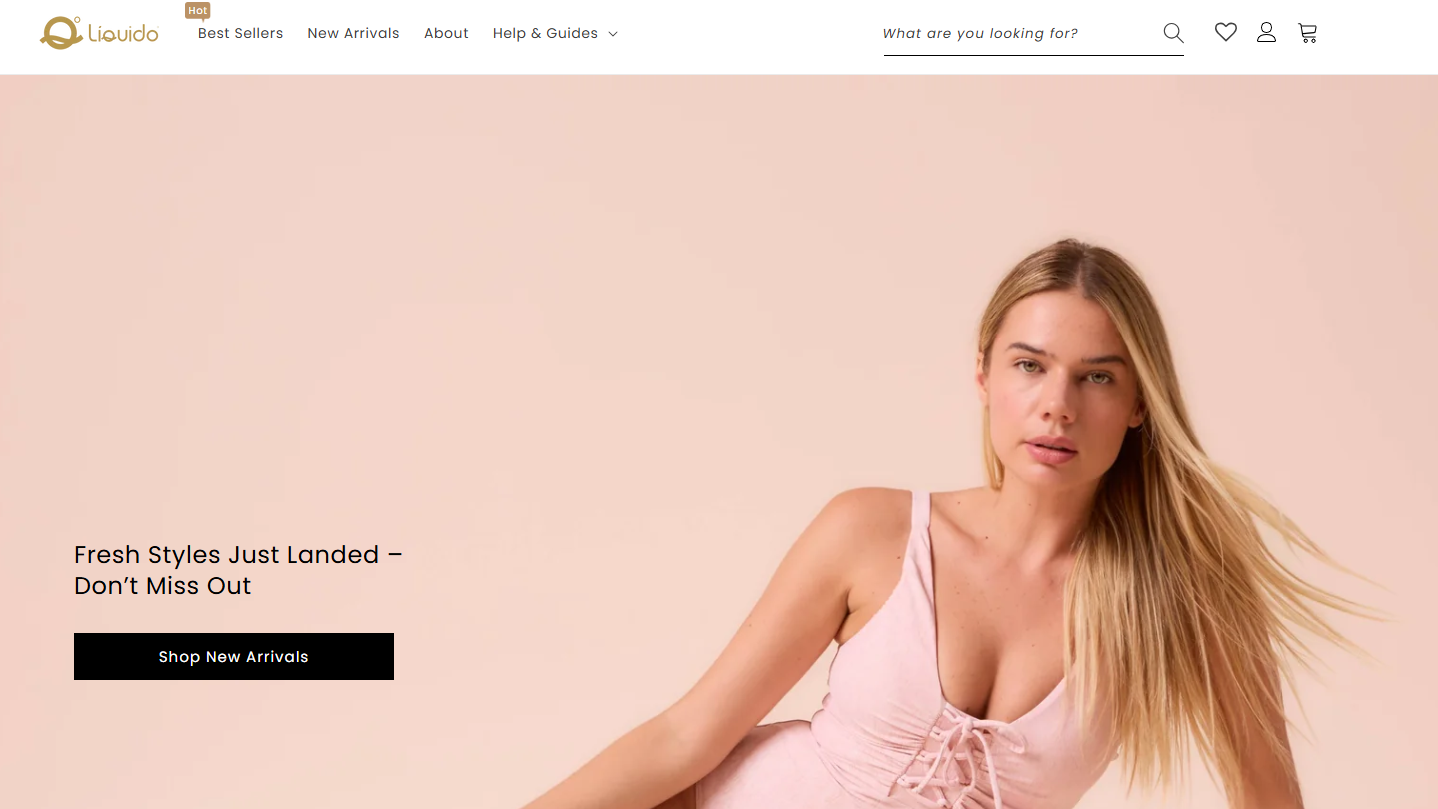 Hot
Liquido
Best Sellers
New Arrivals
About
Help & Guides
What are you looking for?
Fresh Styles Just Landed –
Don’t Miss Out
Shop New Arrivals